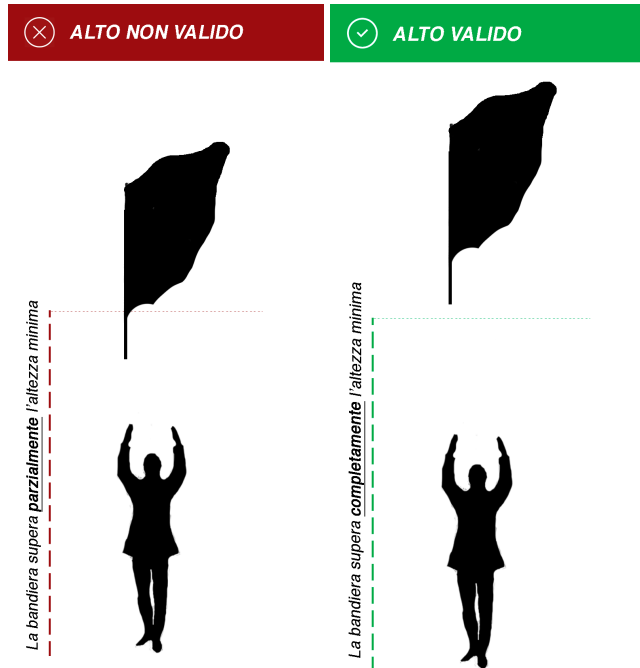 ALTO NON VALIDO
ALTO VALIDO
La bandiera supera parzialmente l'altezza minima
La bandiera supera completamente l'altezza minima